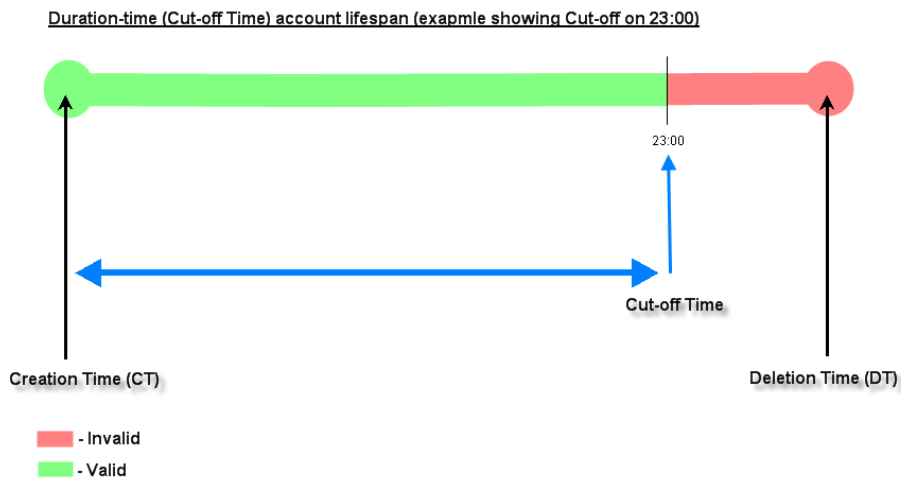 Duration-time (Cut-off Time) account lifespan (exapmle showing Cut-off on 23:00)
23:00
Cut-off Time
Creation Time (CT)
Deletion Time (DT)
- Invalid
- Valid